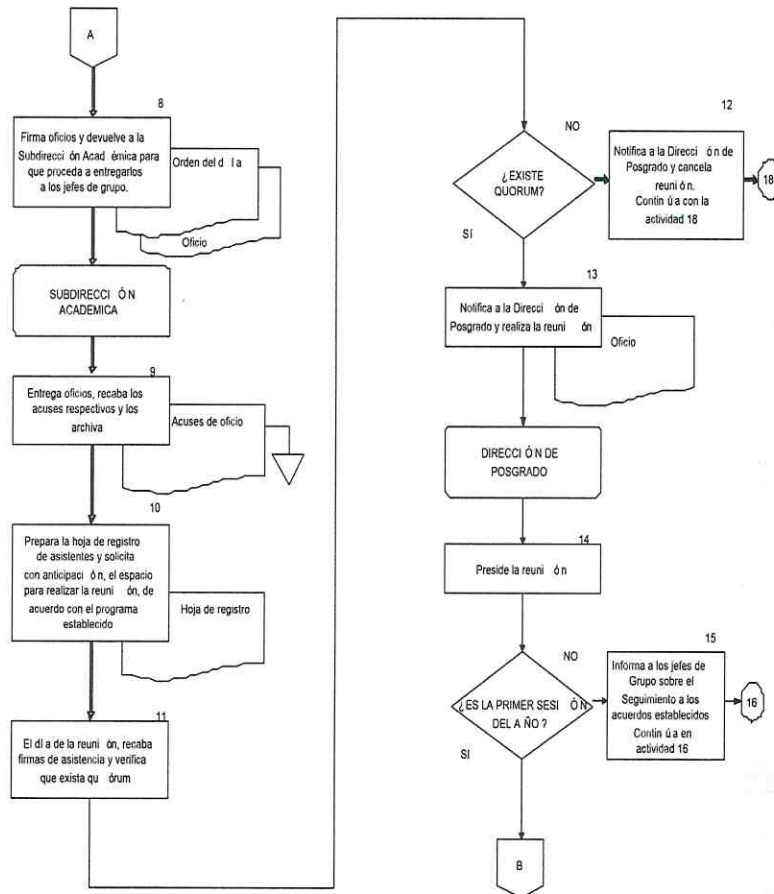 A
8
Firma oficios y devuelve a la
Subdirecci ón Acad émica para
que proceda a entregarlos
a los jefes de grupo.
Orden del d í a
Oficio
SUBDIRECCI Ó N
ACADEMICA
9
Entrega oficios, recaba los
acuses respectivos y los
archiva
Acuses de oficio
10
Prepara la hoja de registro
de asistentes y solicita
con anticipaci ó n, el espacio
para realizar la reuni ón, de
acuerdo con el programa
establecido
Hoja de registro
11
El dí a de la reuni ón, recaba
firmas de asistencia y verifica
que exista qu órum
¿EXISTE
QUORUM?
NO
SÍ
12
Notifica a la Direcci ó n de
Posgrado y cancela
reuni ó n.
Contin ú a con la
actividad 18
18
13
Notifica a la Direcci ón de
Posgrado y realiza la reuni ón
Oficio
DIRECCI Ó N DE
POSGRADO
14
Preside la reuni ó n
¿ES LA PRIMER SESI ÓN
DEL A ÑO ?
NO
SI
15
Informa a los jefes de
Grupo sobre el
Seguimiento a los
acuerdos establecidos
Contin ú a en
actividad 16
16
B